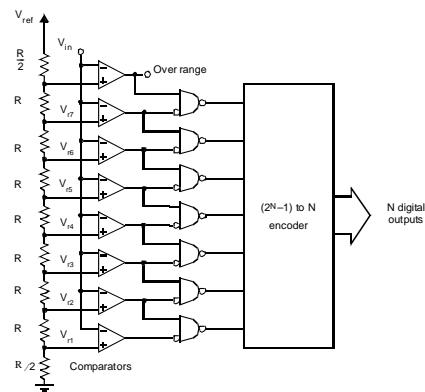 Vref
Vin
R
2
Over range
R
Vr7
R
Vr6
R
Vr5
R
Vr4
R
Vr3
R
Vr2
R
Vr1
R/2
Comparators
(2N–1) to N
encoder
N digital
outputs